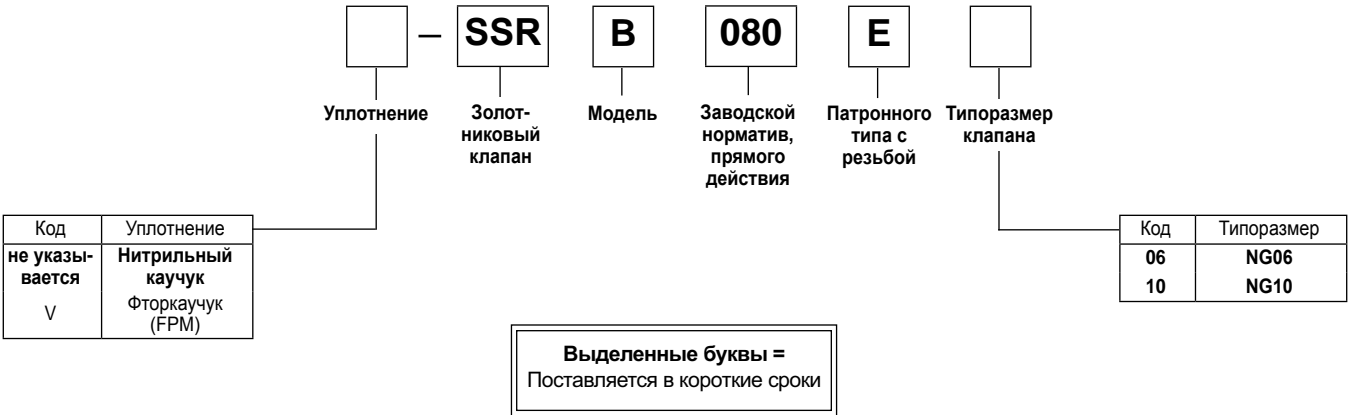 – SSR B 080 E
Уплотнение
Золот-
никовый
клапан
Модель
Заводской
норматив,
прямого
действия
Патронного
типа с
резьбой
Типоразмер
клапана
Код Уплотнение
не указы-
вается
Нитрильный
каучук
V
Фторкаучук
(FPM)
Код Типоразмер
06 NG06
10 NG10
Выделенные буквы =
Поставляется в короткие сроки